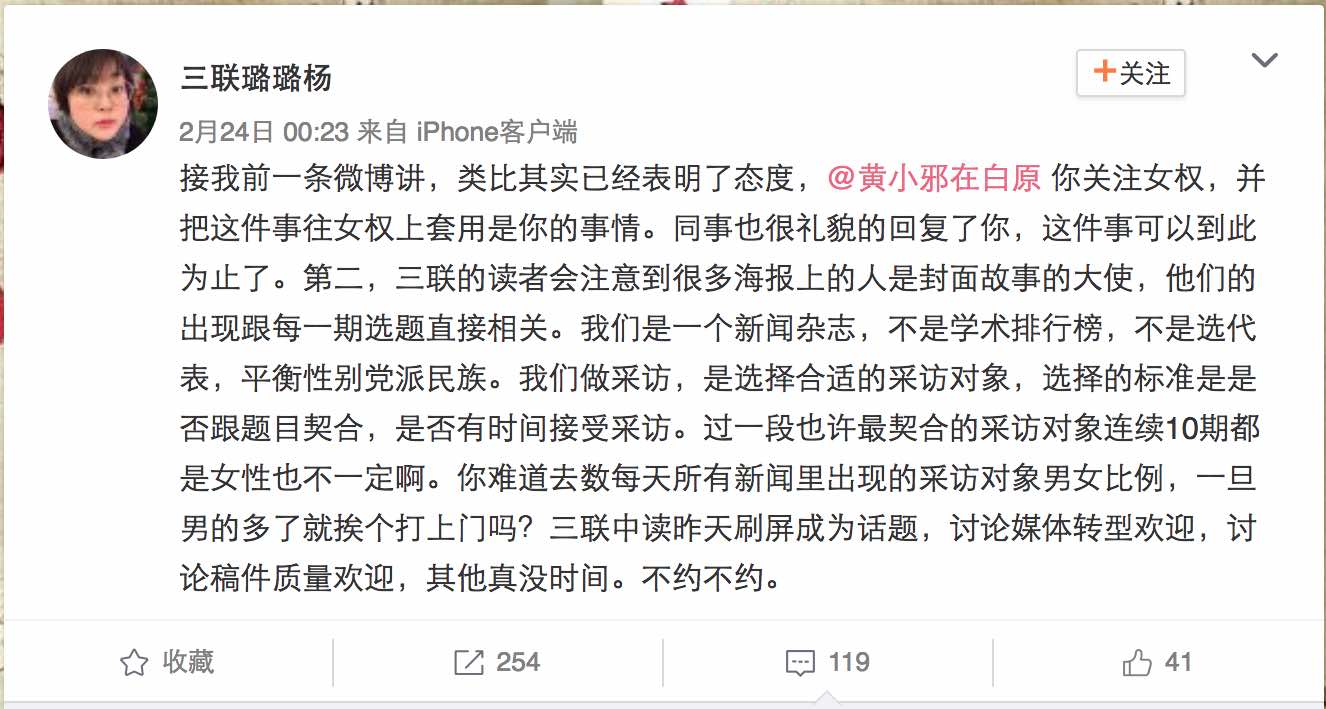 三联璐璐杨
+关注
2月24日 00:23 来自 iPhone客户端
接我前一条微博讲，类比其实已经表明了态度，@黄小邪在白原 你关注女权，并
把这件事往女权上套用是你的事情。同事也很礼貌的回复了你，这件事可以到此
为止了。第二，三联的读者会注意到很多海报上的人是封面故事的大使，他们的
出现跟每一期选题直接相关。我们是一个新闻杂志，不是学术排行榜，不是选代
表，平衡性别党派民族。我们做采访，是选择合适的采访对象，选择的标准是是
否跟题目契合，是否有时间接受采访。过一段也许最契合的采访对象连续10期都
是女性也不一定啊。你难道去数每天所有新闻里出现的采访对象男女比例，一旦
男的多了就挨个打上门吗？三联中读昨天刷屏成为话题，讨论媒体转型欢迎，讨
论稿件质量欢迎，其他真没时间。不约不约。
收藏
254
119
41